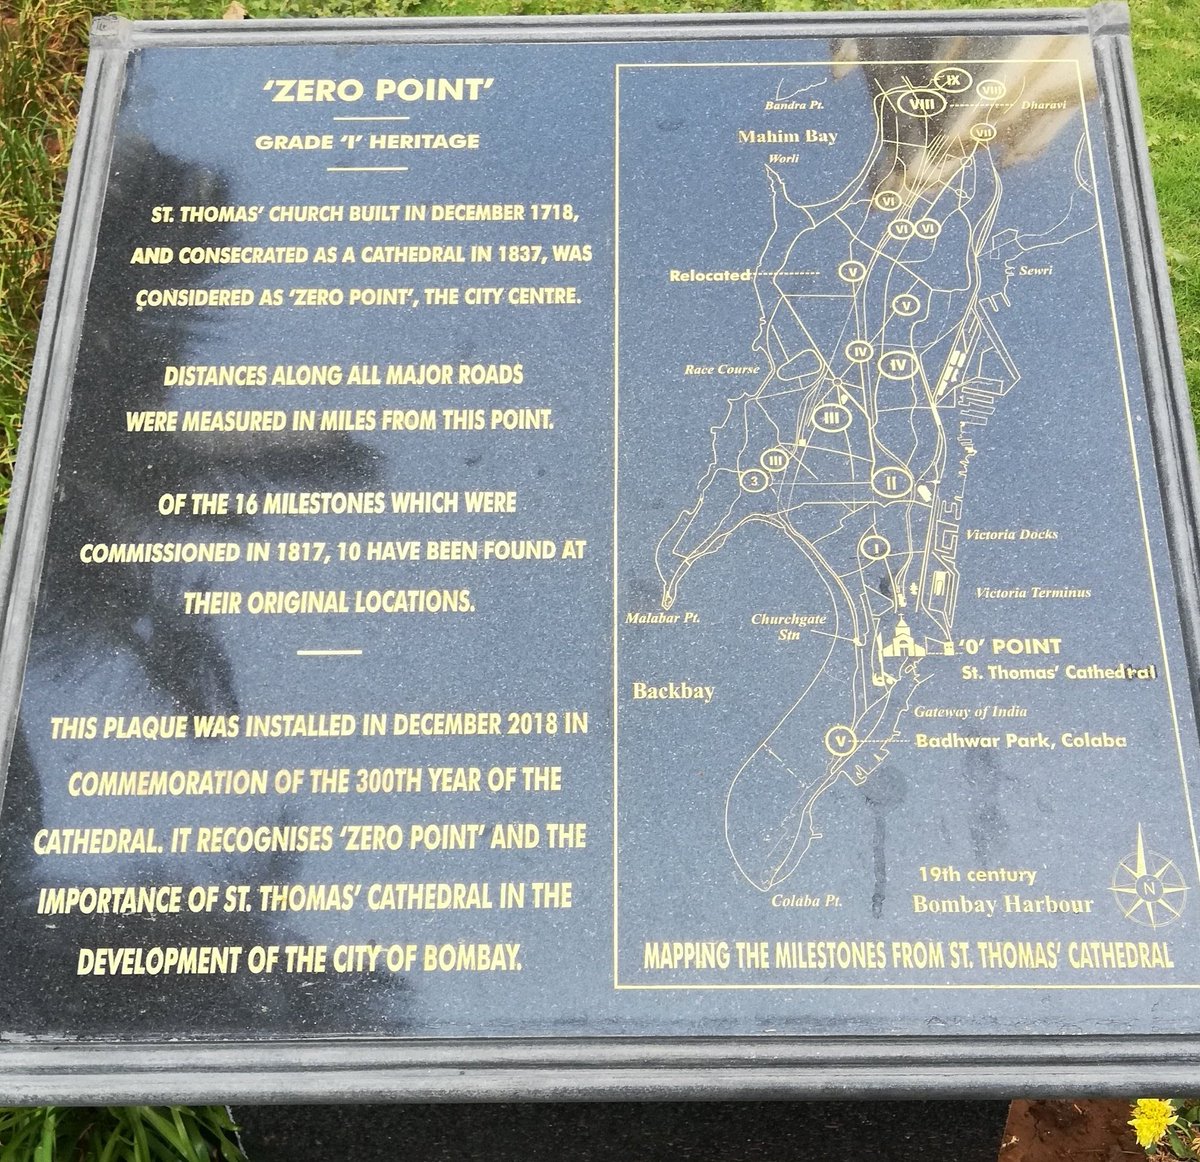 'ZERO POINT'
GRADE 'I' HERITAGE
ST. THOMAS' CHURCH BUILT IN DECEMBER 1718,
AND CONSECRATED AS A CATHEDRAL IN 1837, WAS
CONSIDERED AS 'ZERO POINT', THE CITY CENTRE.
DISTANCES ALONG ALL MAJOR ROADS
WERE MEASURED IN MILES FROM THIS POINT.
OF THE 16 MILESTONES WHICH WERE
COMMISSIONED IN 1817, 10 HAVE BEEN FOUND AT
THEIR ORIGINAL LOCATIONS.
THIS PLAQUE WAS INSTALLED IN DECEMBER 2018 IN
COMMEMORATION OF THE 300TH YEAR OF THE
CATHEDRAL. IT RECOGNISES 'ZERO POINT' AND THE
IMPORTANCE OF ST. THOMAS' CATHEDRAL IN THE
DEVELOPMENT OF THE CITY OF BOMBAY.
IX
VIII
Bandra Pt.
VIII
Dharavi
Mahim Bay
VII
Worli
VI
VI
VI
Relocated
V
Sewri
V
IV
IV
Race Course
III
III
3
II
Victoria Docks
I
Victoria Terminus
Malabar Pt.
Churchgate
Stn
'0' POINT
St. Thomas' Cathedral
Backbay
Gateway of India
V
Badhwar Park, Colaba
19th century
Bombay Harbour
N
Colaba Pt.
MAPPING THE MILESTONES FROM ST. THOMAS' CATHEDRAL